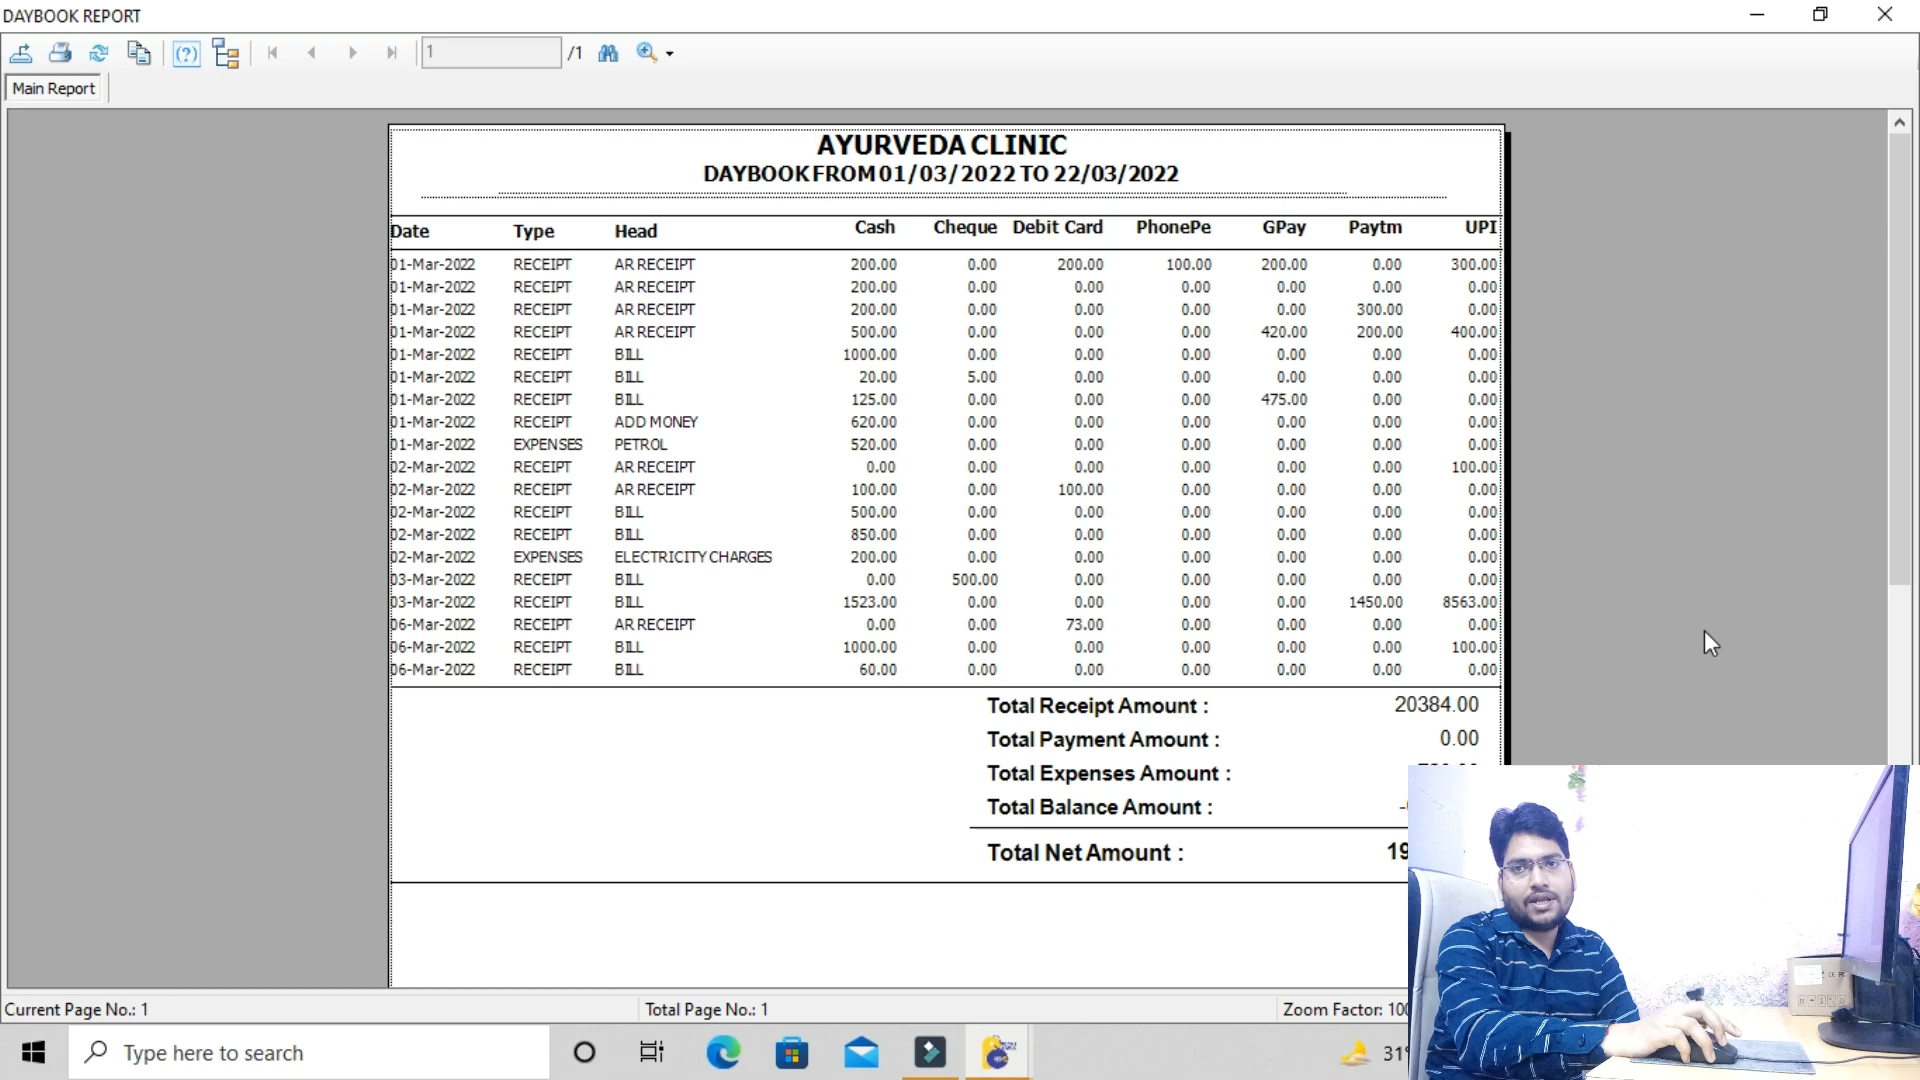 DAYBOOK REPORT
1 /1
Main Report
AYURVEDA CLINIC
DAYBOOK FROM 01/03/2022 TO 22/03/2022
Date Type Head Cash Cheque Debit Card PhonePe GPay Paytm UPI
01-Mar-2022 RECEIPT AR RECEIPT 200.00 0.00 200.00 100.00 200.00 0.00 300.00
01-Mar-2022 RECEIPT AR RECEIPT 200.00 0.00 0.00 0.00 0.00 0.00 0.00
01-Mar-2022 RECEIPT AR RECEIPT 200.00 0.00 0.00 0.00 0.00 300.00 0.00
01-Mar-2022 RECEIPT AR RECEIPT 500.00 0.00 0.00 0.00 420.00 200.00 400.00
01-Mar-2022 RECEIPT BILL 1000.00 0.00 0.00 0.00 0.00 0.00 0.00
01-Mar-2022 RECEIPT BILL 20.00 5.00 0.00 0.00 0.00 0.00 0.00
01-Mar-2022 RECEIPT BILL 125.00 0.00 0.00 0.00 475.00 0.00 0.00
01-Mar-2022 RECEIPT ADD MONEY 620.00 0.00 0.00 0.00 0.00 0.00 0.00
01-Mar-2022 EXPENSES PETROL 520.00 0.00 0.00 0.00 0.00 0.00 0.00
02-Mar-2022 RECEIPT AR RECEIPT 0.00 0.00 0.00 0.00 0.00 0.00 100.00
02-Mar-2022 RECEIPT AR RECEIPT 100.00 0.00 100.00 0.00 0.00 0.00 0.00
02-Mar-2022 RECEIPT BILL 500.00 0.00 0.00 0.00 0.00 0.00 0.00
02-Mar-2022 RECEIPT BILL 850.00 0.00 0.00 0.00 0.00 0.00 0.00
02-Mar-2022 EXPENSES ELECTRICITY CHARGES 200.00 0.00 0.00 0.00 0.00 0.00 0.00
03-Mar-2022 RECEIPT BILL 0.00 500.00 0.00 0.00 0.00 0.00 0.00
03-Mar-2022 RECEIPT BILL 1523.00 0.00 0.00 0.00 0.00 1450.00 8563.00
06-Mar-2022 RECEIPT AR RECEIPT 0.00 0.00 73.00 0.00 0.00 0.00 0.00
06-Mar-2022 RECEIPT BILL 1000.00 0.00 0.00 0.00 0.00 0.00 100.00
06-Mar-2022 RECEIPT BILL 60.00 0.00 0.00 0.00 0.00 0.00 0.00
Total Receipt Amount : 20384.00
Total Payment Amount : 0.00
Total Expenses Amount :
Total Balance Amount :
Total Net Amount : 19
Current Page No.: 1 Total Page No.: 1 Zoom Factor: 100
Type here to search 31°